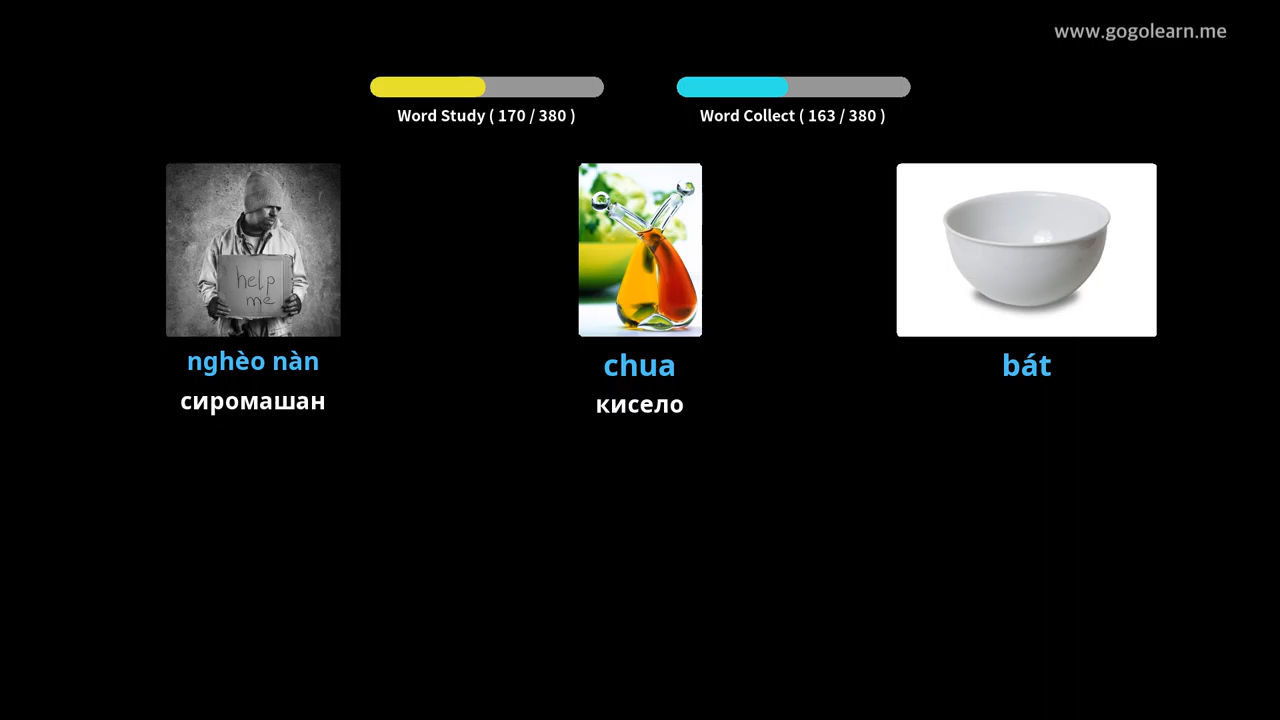 www.gogolearn.me
Word Study ( 170 / 380 )
Word Collect ( 163 / 380 )
help
me
nghèo nàn
сиромашан
chua
кисело
bát